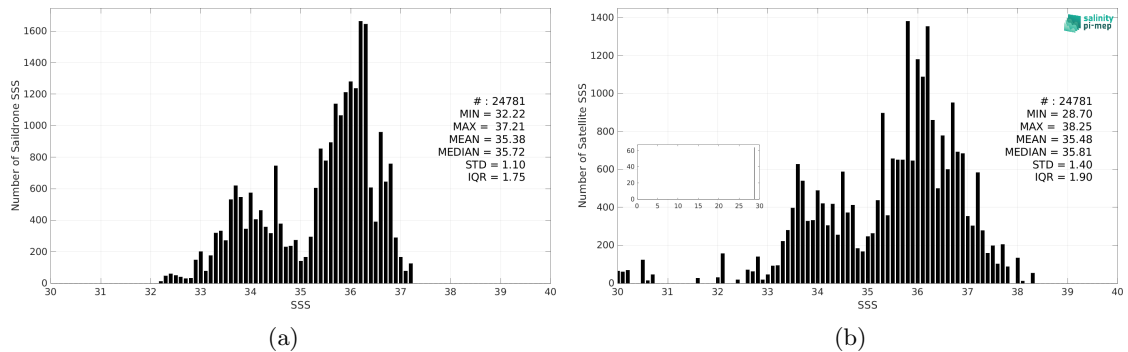 1600
1400
1200
1000
800
600
400
200
0
30 31 32 33 34 35 36 37 38 39 40
Number of Saildrone SSS
SSS
# : 24781
MIN = 32.22
MAX = 37.21
MEAN = 35.38
MEDIAN = 35.72
STD = 1.10
IQR = 1.75
(a)
1400
1200
1000
800
600
400
200
0
30 31 32 33 34 35 36 37 38 39 40
Number of Satellite SSS
SSS
60
40
20
0
0 5 10 15 20 25 30
salinity
pi-mep
# : 24781
MIN = 28.70
MAX = 38.25
MEAN = 35.48
MEDIAN = 35.81
STD = 1.40
IQR = 1.90
(b)